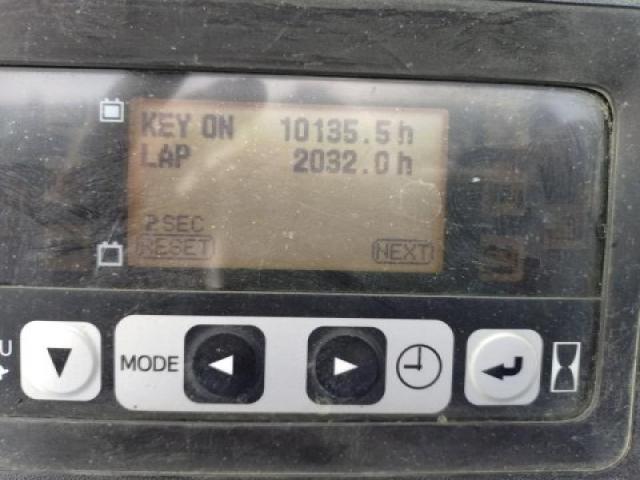 KEY ON 10135.5h
LAP 2032.0h
2SEC
RESET NEXT
U
MODE